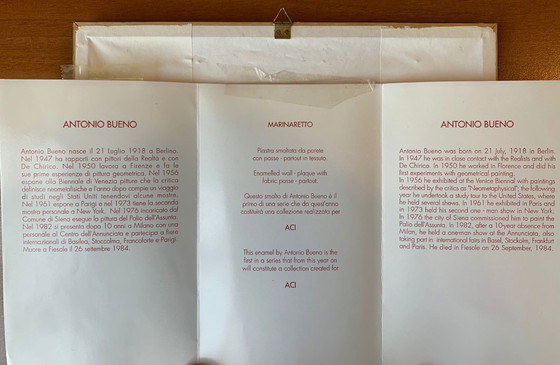 ANTONIO BUENO
Antonio Bueno nasce il 21 Luglio 1918 a Berlino.
Nel 1947 ha rapporti con pittori della Realtà e con
De Chirico. Nel 1950 lavora a Firenze e fa le
sue prime esperienze di pittura geometrica. Nel 1956
espone alla Biennale di Venezia pitture che la critica
definisce neometafisiche e l'anno dopo compie un viaggio
di studi negli Stati Uniti tenendovi alcune mostre.
Nel 1961 espone a Parigi e nel 1973 tiene la seconda
mostra personale a New York. Nel 1976 incaricato dal
Comune di Siena esegue la pittura del Palio dell'Assunta.
Nel 1982 si presenta dopo 10 anni a Milano con una
personale al Centro dell'Annunciata e partecipa a fiere
internazionali di Basilea, Stoccolma, Francoforte e Parigi.
Muore a Fiesole il 26 settembre 1984.
MARINARETTO
Piastra smaltata da parete
con passe - partout in tessuto.
Enamelled wall - plaque with
fabric passe - partout.
Questo smalto di Antonio Bueno è il
primo di una serie che da quest'anno
costituirà una collezione realizzata per
ACI
This enamel by Antonio Bueno is the
first in a series that from this year on
will constitute a collection created for
ACI
ANTONIO BUENO
Antonio Bueno was born on 21 July, 1918 in Berlin.
In 1947 he was in close contact with the Realists and with
De Chirico. In 1950 he worked in Florence and did his
first experiments with geometrical painting.
In 1956 he exhibited at the Venice Biennial with paintings
described by the critics as "Neometaphysical"; the following
year he undertook a study tour to the United States, where
he held several shows. In 1961 he exhibited in Paris and
in 1973 held his second one - man show in New York.
In 1976 the city of Siena commissioned him to paint the
Palio dell'Assunta. In 1982, after a 10-year absence from
Milan, he held a one-man show at the Annunciata, also
taking part in international fairs in Basel, Stockolm, Frankfurt
and Paris. He died in Fiesole on 26 September, 1984.